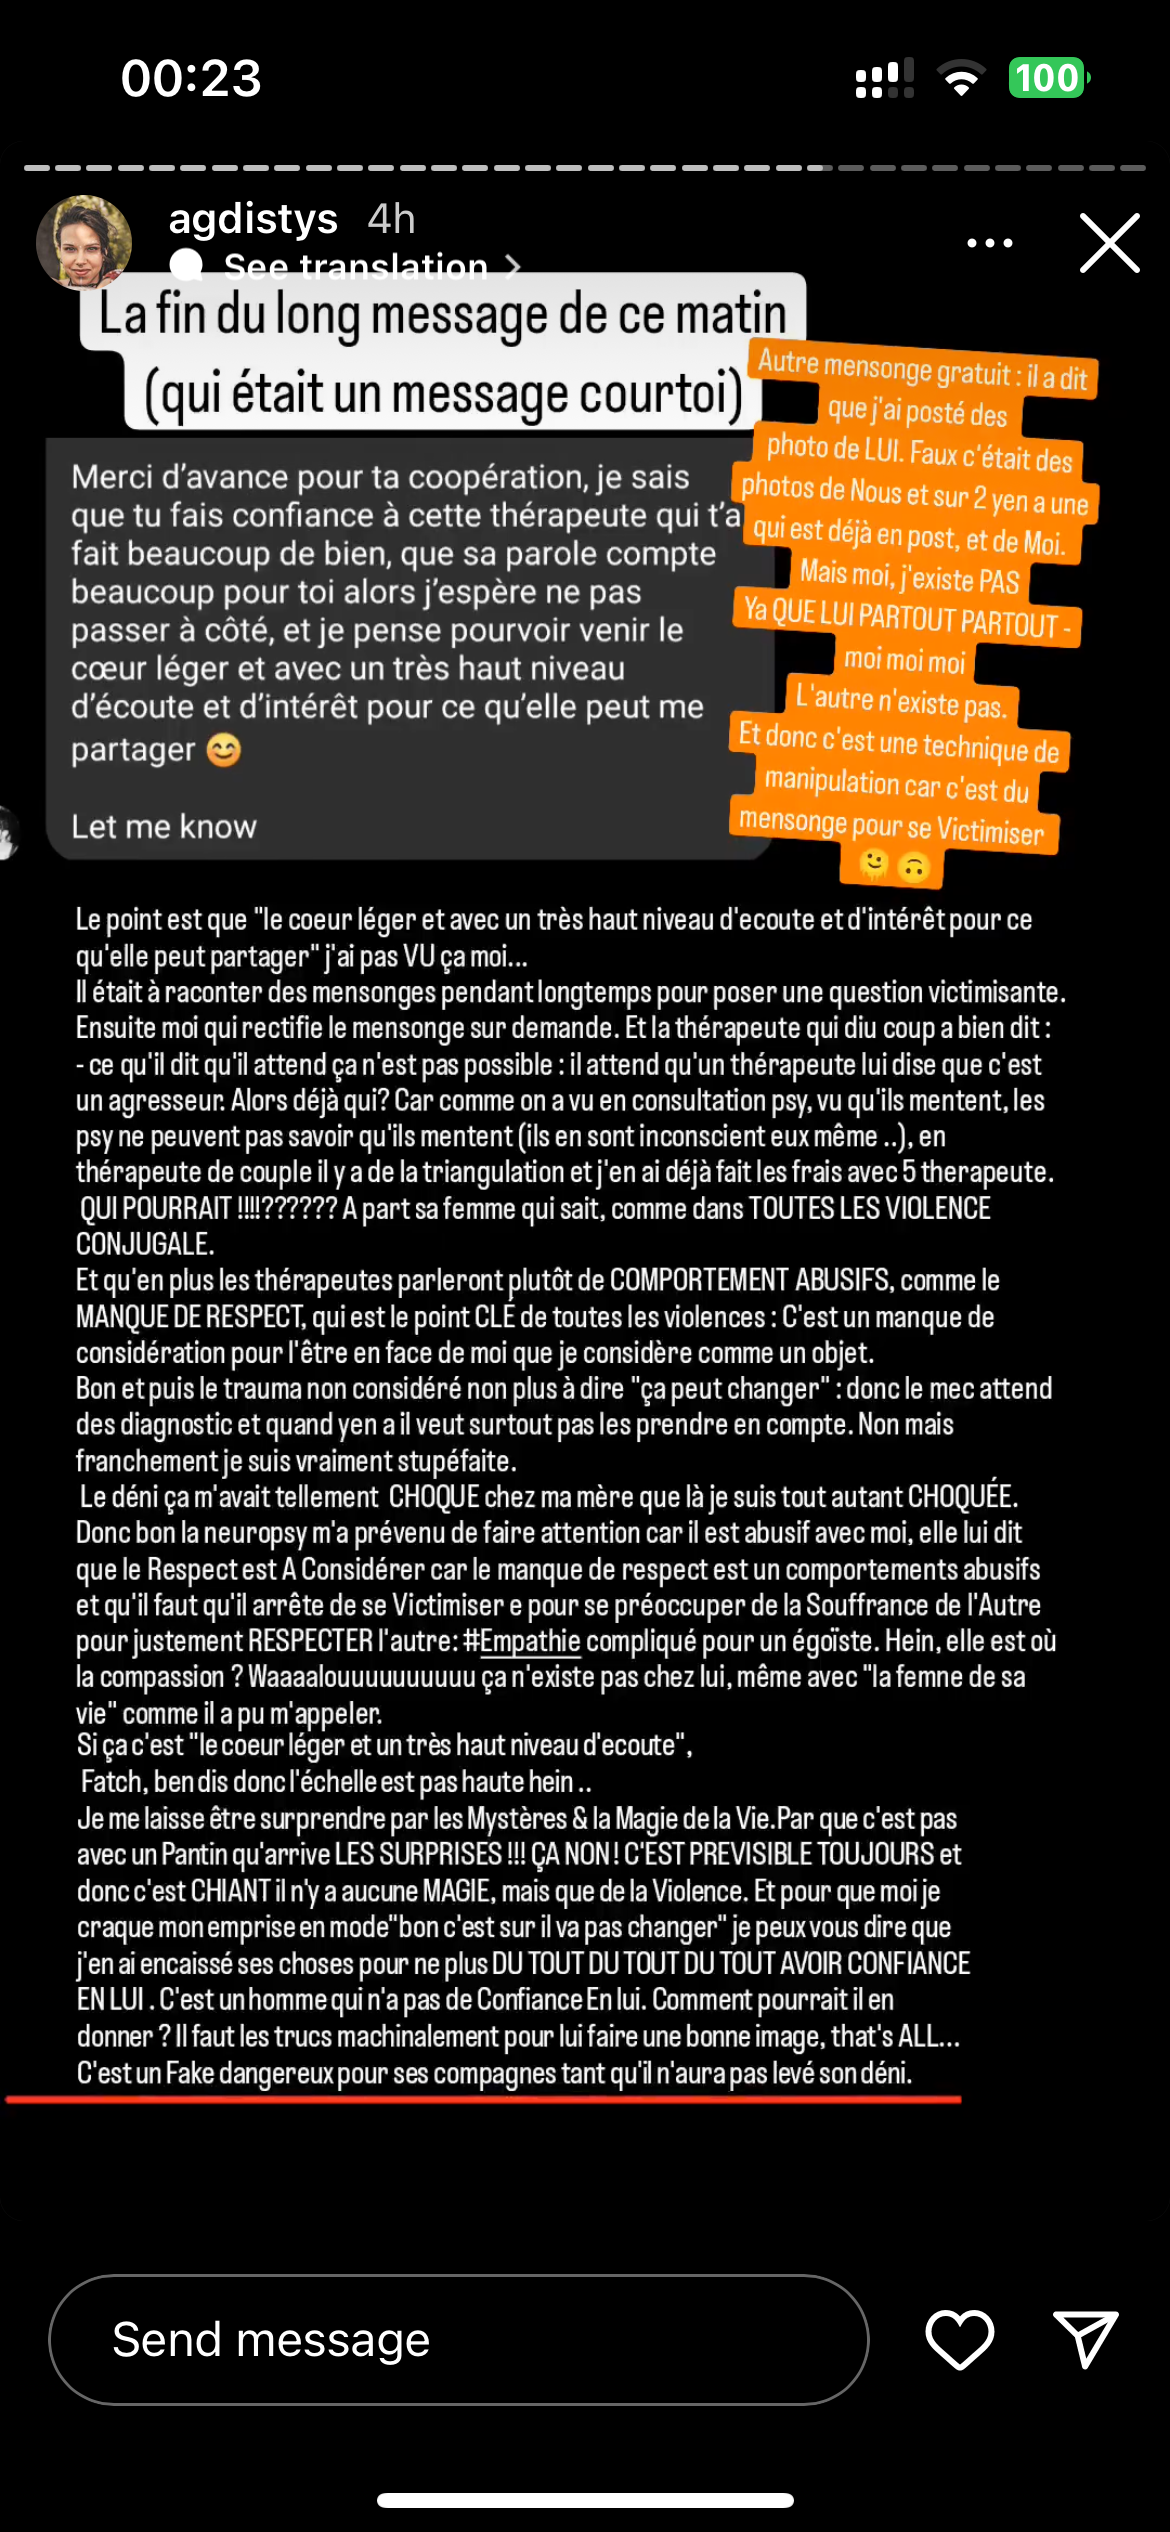 00:23
100
agdistys 4h
See translation
La fin du long message de ce matin
(qui était un message courtoi)
Autre mensonge gratuit : il a dit
que j'ai posté des
photo de LUI. Faux c'était des
photos de Nous et sur 2 yen a une
qui est déjà en post, et de Moi.
Mais moi, j'existe PAS
Ya QUE LUI PARTOUT PARTOUT -
moi moi moi
L'autre n'existe pas.
Et donc c'est une technique de
manipulation car c'est du
mensonge pour se Victimiser
🫠 🙃
Merci d’avance pour ta coopération, je sais
que tu fais confiance à cette thérapeute qui t’a
fait beaucoup de bien, que sa parole compte
beaucoup pour toi alors j’espère ne pas
passer à côté, et je pense pourvoir venir le
cœur léger et avec un très haut niveau
d’écoute et d’intérêt pour ce qu’elle peut me
partager 😊
Let me know
Le point est que "le coeur léger et avec un très haut niveau d'ecoute et d'intérêt pour ce
qu'elle peut partager" j'ai pas VU ça moi...
Il était à raconter des mensonges pendant longtemps pour poser une question victimisante.
Ensuite moi qui rectifie le mensonge sur demande. Et la thérapeute qui diu coup a bien dit :
- ce qu'il dit qu'il attend ça n'est pas possible : il attend qu'un thérapeute lui dise que c'est
un agresseur. Alors déjà qui? Car comme on a vu en consultation psy, vu qu'ils mentent, les
psy ne peuvent pas savoir qu'ils mentent (ils en sont inconscient eux même ..), en
thérapeute de couple il y a de la triangulation et j'en ai déjà fait les frais avec 5 therapeute.
QUI POURRAIT !!!!?????? A part sa femme qui sait, comme dans TOUTES LES VIOLENCE
CONJUGALE.
Et qu'en plus les thérapeutes parleront plutôt de COMPORTEMENT ABUSIFS, comme le
MANQUE DE RESPECT, qui est le point CLÉ de toutes les violences : C'est un manque de
considération pour l'être en face de moi que je considère comme un objet.
Bon et puis le trauma non considéré non plus à dire "ça peut changer" : donc le mec attend
des diagnostic et quand yen a il veut surtout pas les prendre en compte. Non mais
franchement je suis vraiment stupéfaite.
Le déni ça m'avait tellement CHOQUE chez ma mère que là je suis tout autant CHOQUÉE.
Donc bon la neuropsy m'a prévenu de faire attention car il est abusif avec moi, elle lui dit
que le Respect est A Considérer car le manque de respect est un comportements abusifs
et qu'il faut qu'il arrête de se Victimiser e pour se préoccuper de la Souffrance de l'Autre
pour justement RESPECTER l'autre: #Empathie compliqué pour un égoïste. Hein, elle est où
la compassion ? Waaaalouuuuuuuuuu ça n'existe pas chez lui, même avec "la femne de sa
vie" comme il a pu m'appeler.
Si ça c'est "le coeur léger et un très haut niveau d'ecoute",
Fatch, ben dis donc l'échelle est pas haute hein ..
Je me laisse être surprendre par les Mystères & la Magie de la Vie.Par que c'est pas
avec un Pantin qu'arrive LES SURPRISES !!! ÇA NON ! C'EST PREVISIBLE TOUJOURS et
donc c'est CHIANT il n'y a aucune MAGIE, mais que de la Violence. Et pour que moi je
craque mon emprise en mode"bon c'est sur il va pas changer" je peux vous dire que
j'en ai encaissé ses choses pour ne plus DU TOUT DU TOUT DU TOUT AVOIR CONFIANCE
EN LUI . C'est un homme qui n'a pas de Confiance En lui. Comment pourrait il en
donner ? Il faut les trucs machinalement pour lui faire une bonne image, that's ALL...
C'est un Fake dangereux pour ses compagnes tant qu'il n'aura pas levé son déni.
Send message